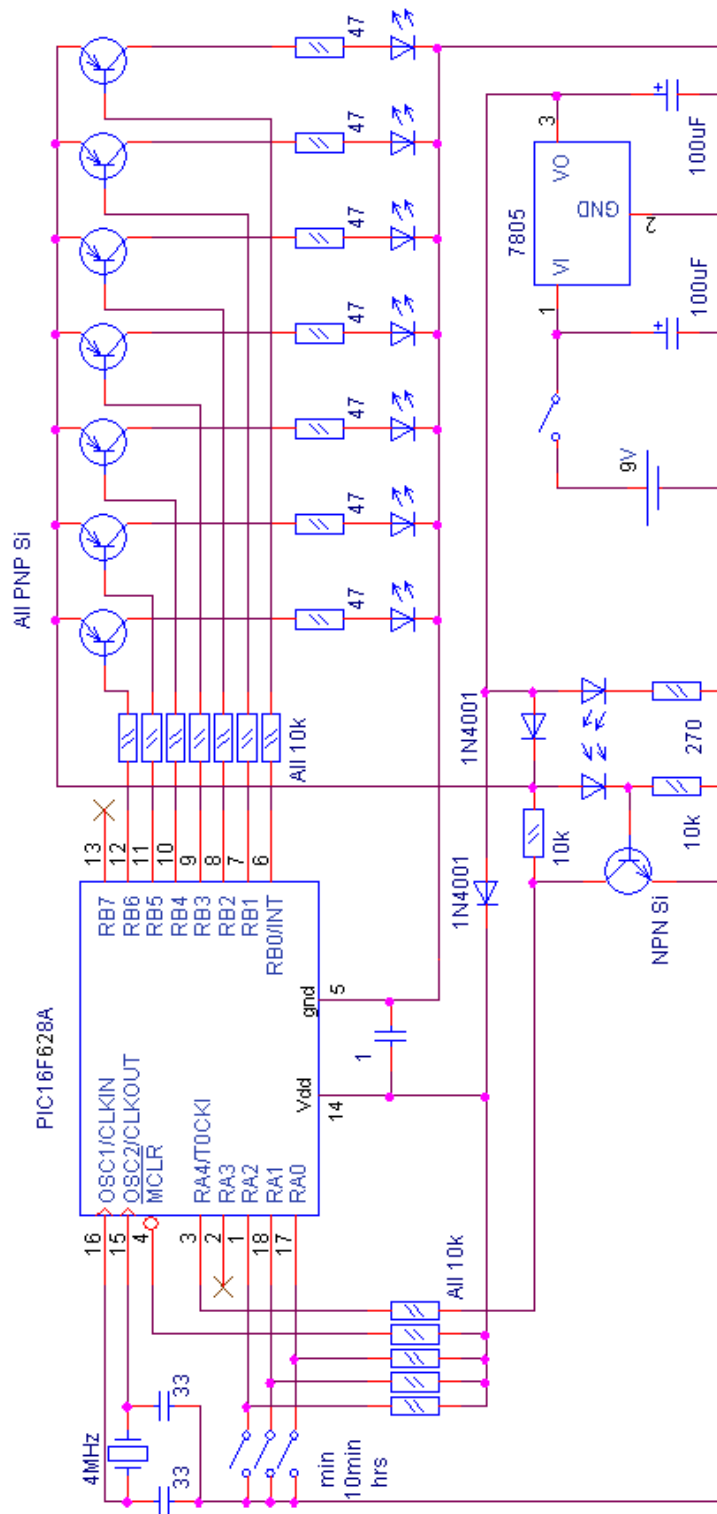 47
47
47
47
47
47
47
All PNP Si
All 10k
13
12
11
10
9
8
7
6
RB7
RB6
RB5
RB4
RB3
RB2
RB1
RB0/INT
PIC16F628A
gnd
5
Vdd
14
1
OSC1/CLKIN
OSC2/CLKOUT
MCLR
RA4/T0CKI
RA3
RA2
RA1
RA0
16
15
4
3
2
1
18
17
All 10k
4MHz
33
33
min
10min
hrs
3
VO
GND
2
VI
1
7805
+
100uF
+
100uF
9V
1N4001
1N4001
270
10k
10k
NPN Si